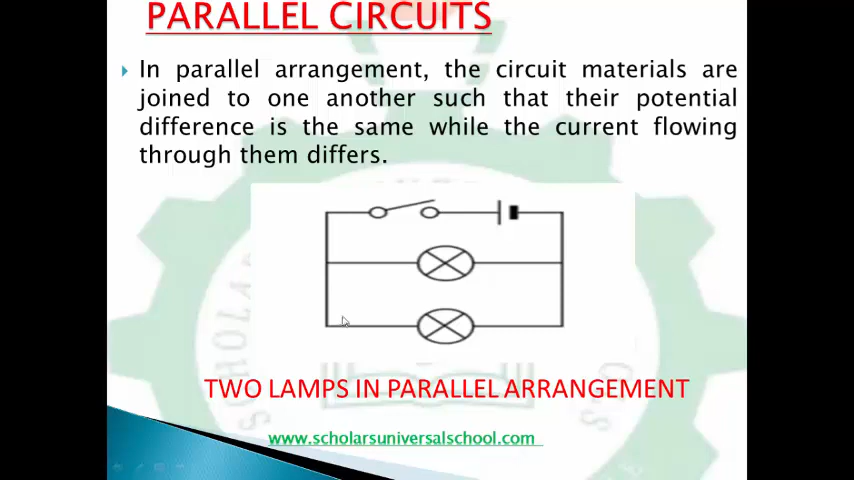 PARALLEL CIRCUITS
In parallel arrangement, the circuit materials are
joined to one another such that their potential
difference is the same while the current flowing
through them differs.
TWO LAMPS IN PARALLEL ARRANGEMENT
www.scholarsuniversalschool.com